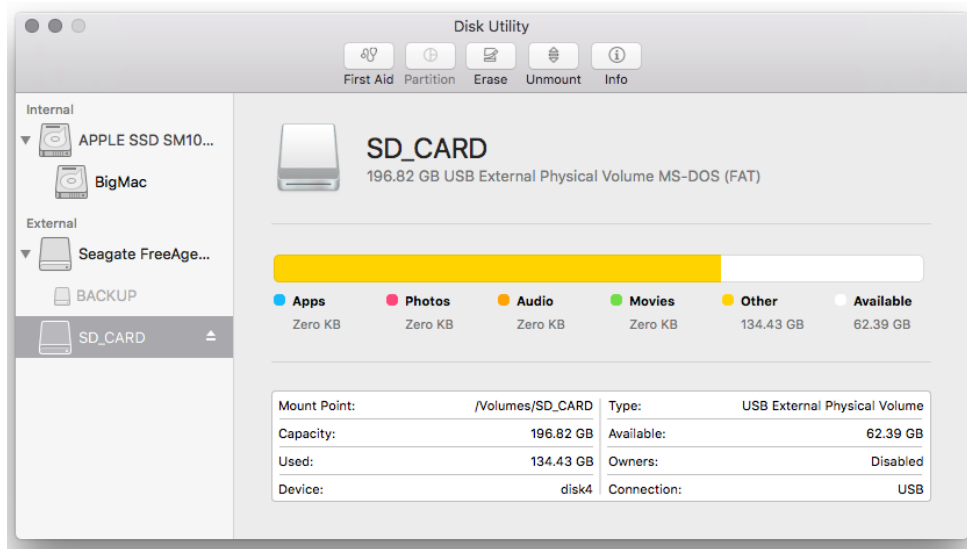 Disk Utility
First Aid Partition Erase Unmount Info
Internal
APPLE SSD SM10...
BigMac
External
Seagate FreeAge...
BACKUP
SD_CARD
SD_CARD
196.82 GB USB External Physical Volume MS-DOS (FAT)
Apps Photos Audio Movies Other Available
Zero KB Zero KB Zero KB Zero KB 134.43 GB 62.39 GB
Mount Point: /Volumes/SD_CARD Type: USB External Physical Volume
Capacity: 196.82 GB Available: 62.39 GB
Used: 134.43 GB Owners: Disabled
Device: disk4 Connection: USB